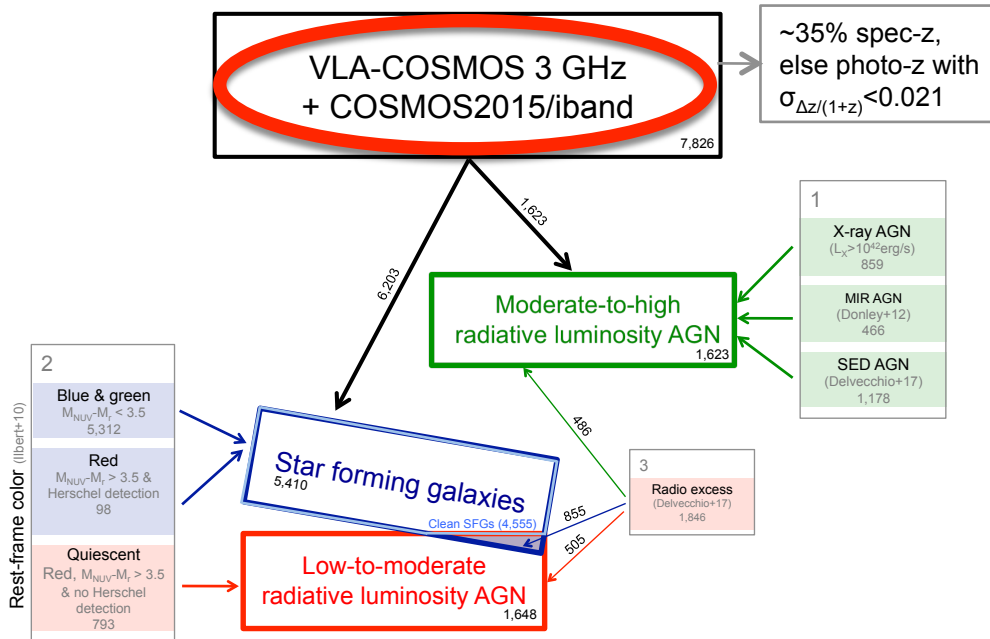 VLA-COSMOS 3 GHz
+ COSMOS2015/iband
7,826
~35% spec-z,
else photo-z with
σΔz/(1+z)<0.021
1,623
6,203
1
X-ray AGN
(LX>10⁴²erg/s)
859
MIR AGN
(Donley+12)
466
SED AGN
(Delvecchio+17)
1,178
Moderate-to-high
radiative luminosity AGN
1,623
Rest-frame color (Ilbert+10)
2
Blue & green
MNUV-Mr < 3.5
5,312
Red
MNUV-Mr > 3.5 &
Herschel detection
98
Quiescent
Red, MNUV-Mr > 3.5
& no Herschel
detection
793
Star forming galaxies
5,410
Clean SFGs (4,555)
486
855
505
3
Radio excess
(Delvecchio+17)
1,846
Low-to-moderate
radiative luminosity AGN
1,648